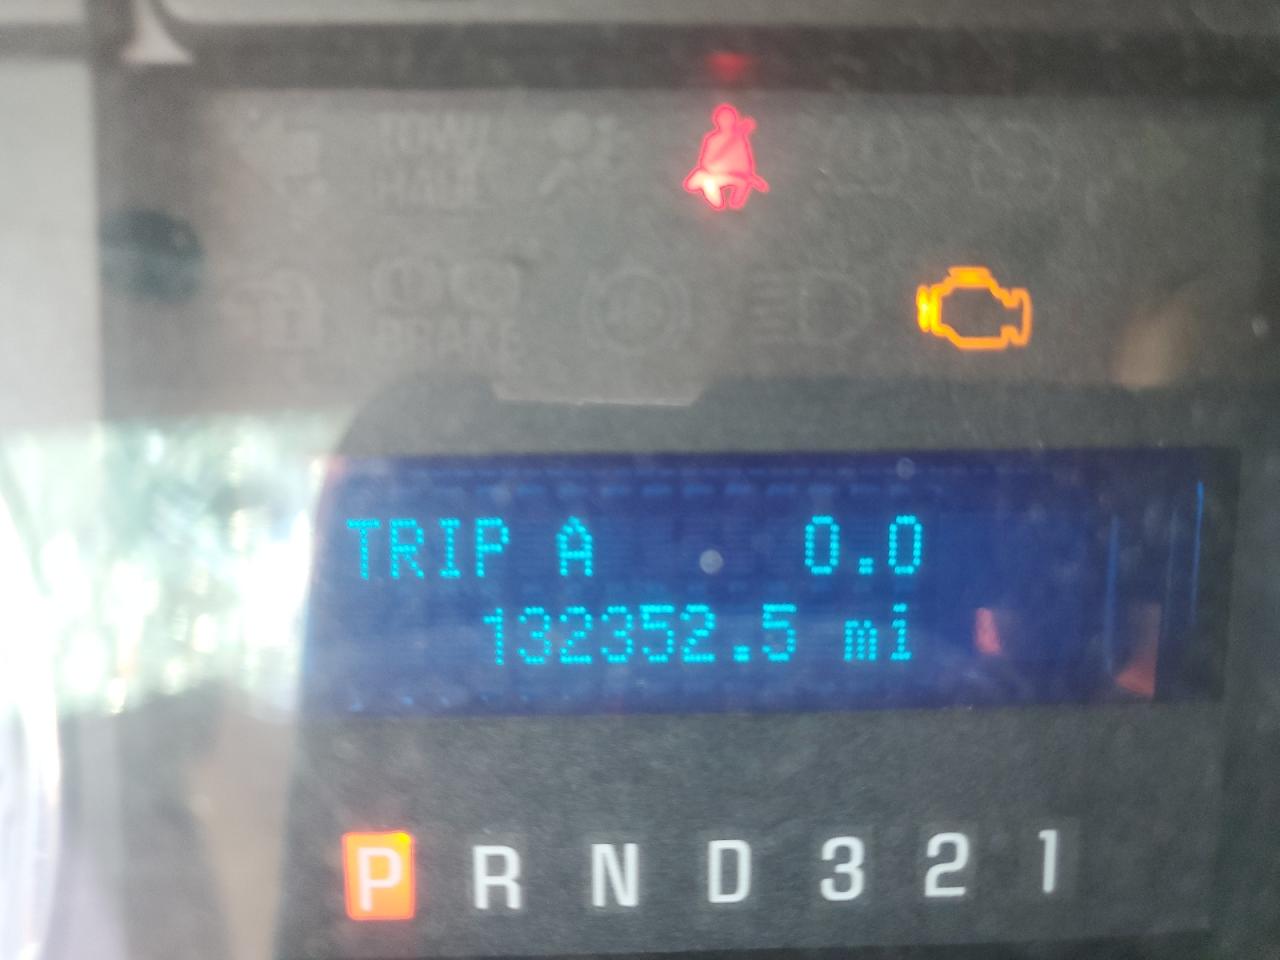 TOW/
HAUL
BRAKE
TRIP A 0.0
132352.5 mi
P R N D 3 2 1